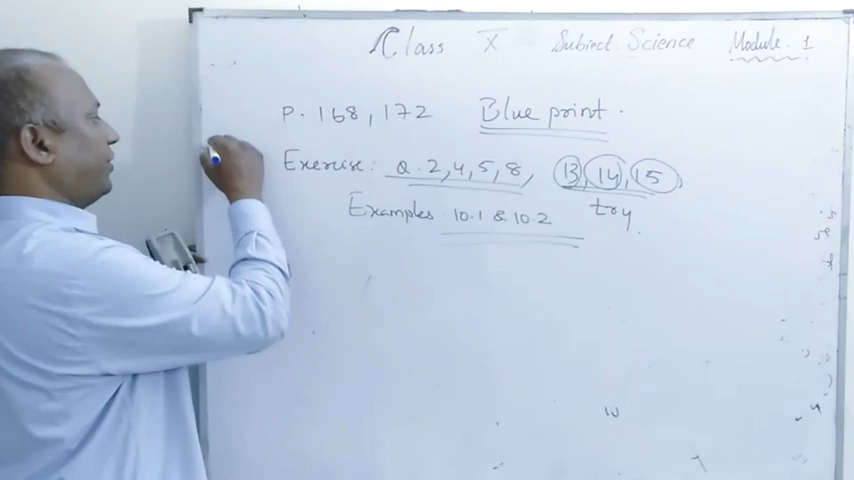 Class X Subject. Science Module. 1
P. 168, 172 Blue print.
Exercise: Q. 2, 4, 5, 8, 13, 14, 15,
Examples 10.1 & 10.2 try.